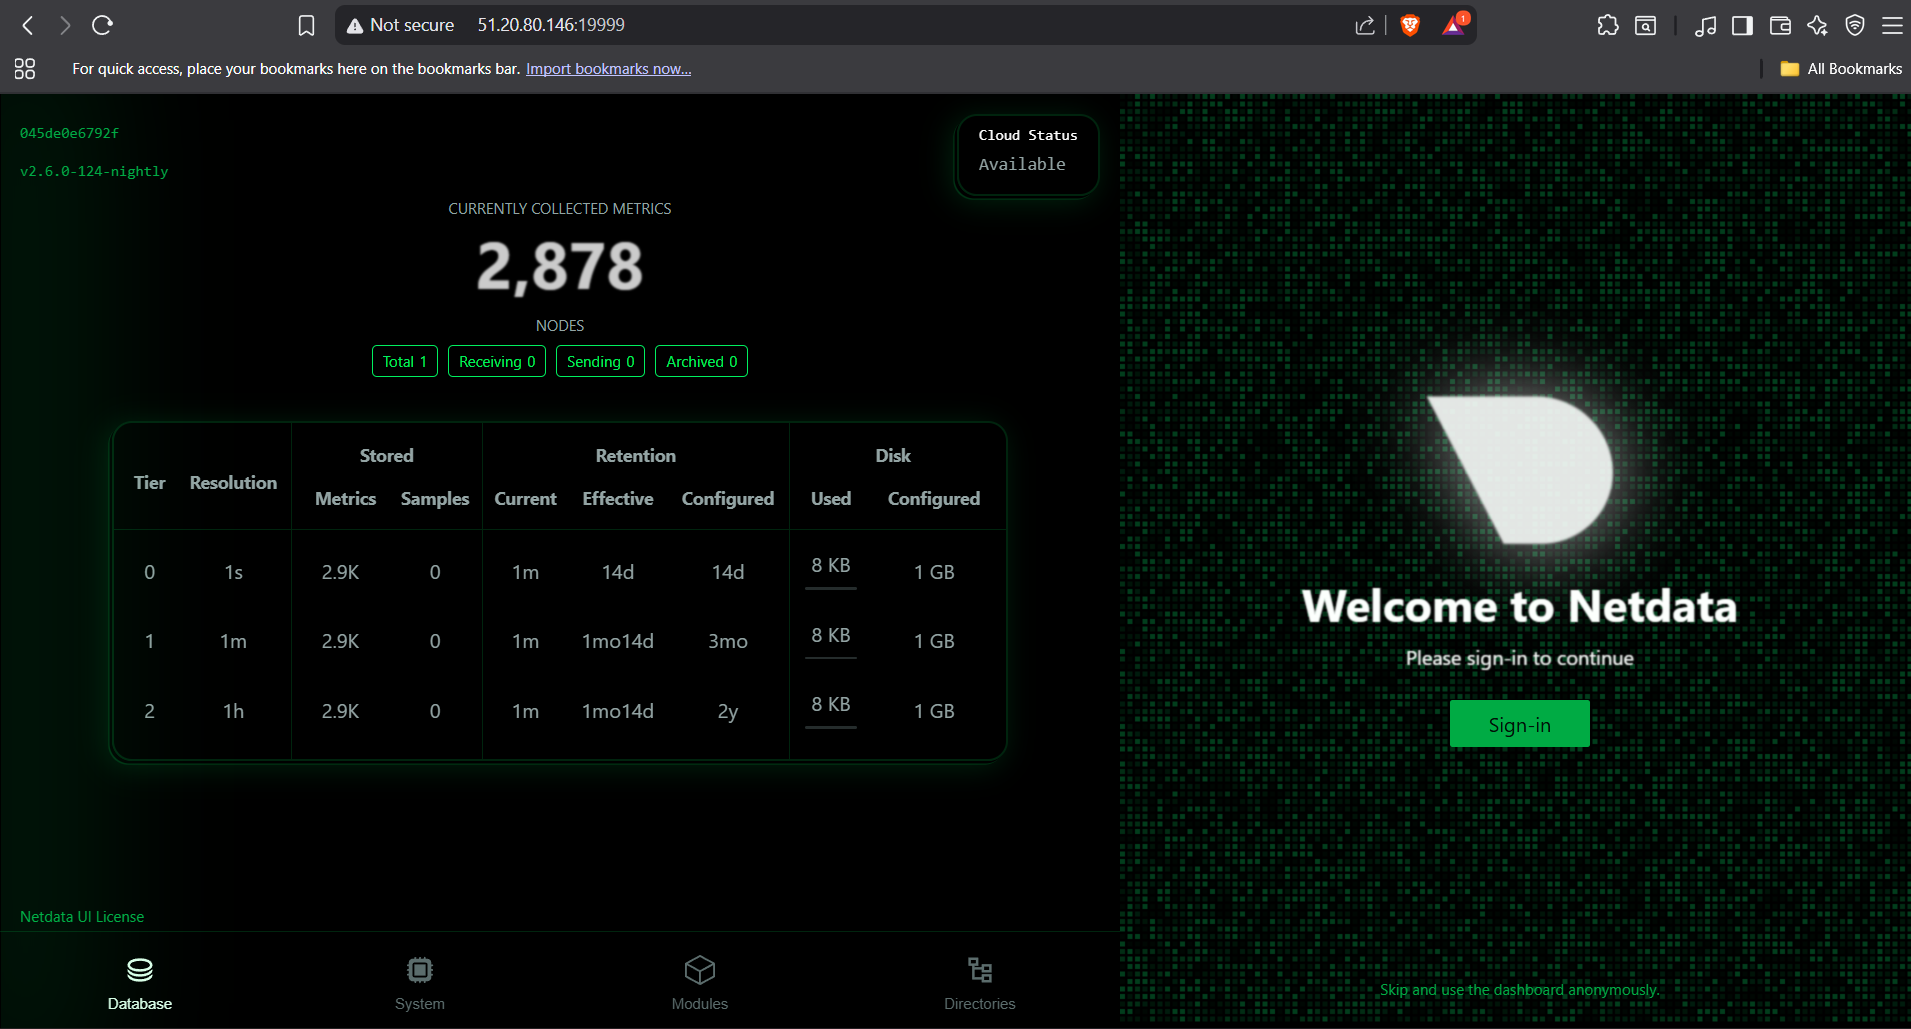 Not secure 51.20.80.146:19999
1
For quick access, place your bookmarks here on the bookmarks bar. Import bookmarks now...
All Bookmarks
045de0e6792f
v2.6.0-124-nightly
Cloud Status
Available
CURRENTLY COLLECTED METRICS
2,878
NODES
Total 1 Receiving 0 Sending 0 Archived 0
Stored Retention Disk
Tier Resolution
Metrics Samples Current Effective Configured Used Configured
0 1s 2.9K 0 1m 14d 14d 8 KB 1 GB
1 1m 2.9K 0 1m 1mo14d 3mo 8 KB 1 GB
2 1h 2.9K 0 1m 1mo14d 2y 8 KB 1 GB
Netdata UI License
Database System Modules Directories
Welcome to Netdata
Please sign-in to continue
Sign-in
Skip and use the dashboard anonymously.